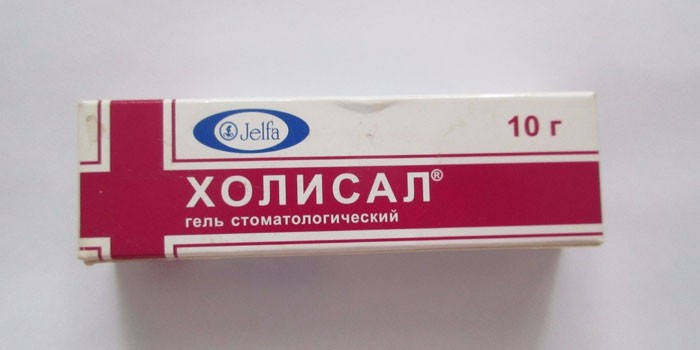 Jelfa
10 г
ХОЛИСАЛ®
гель стоматологический